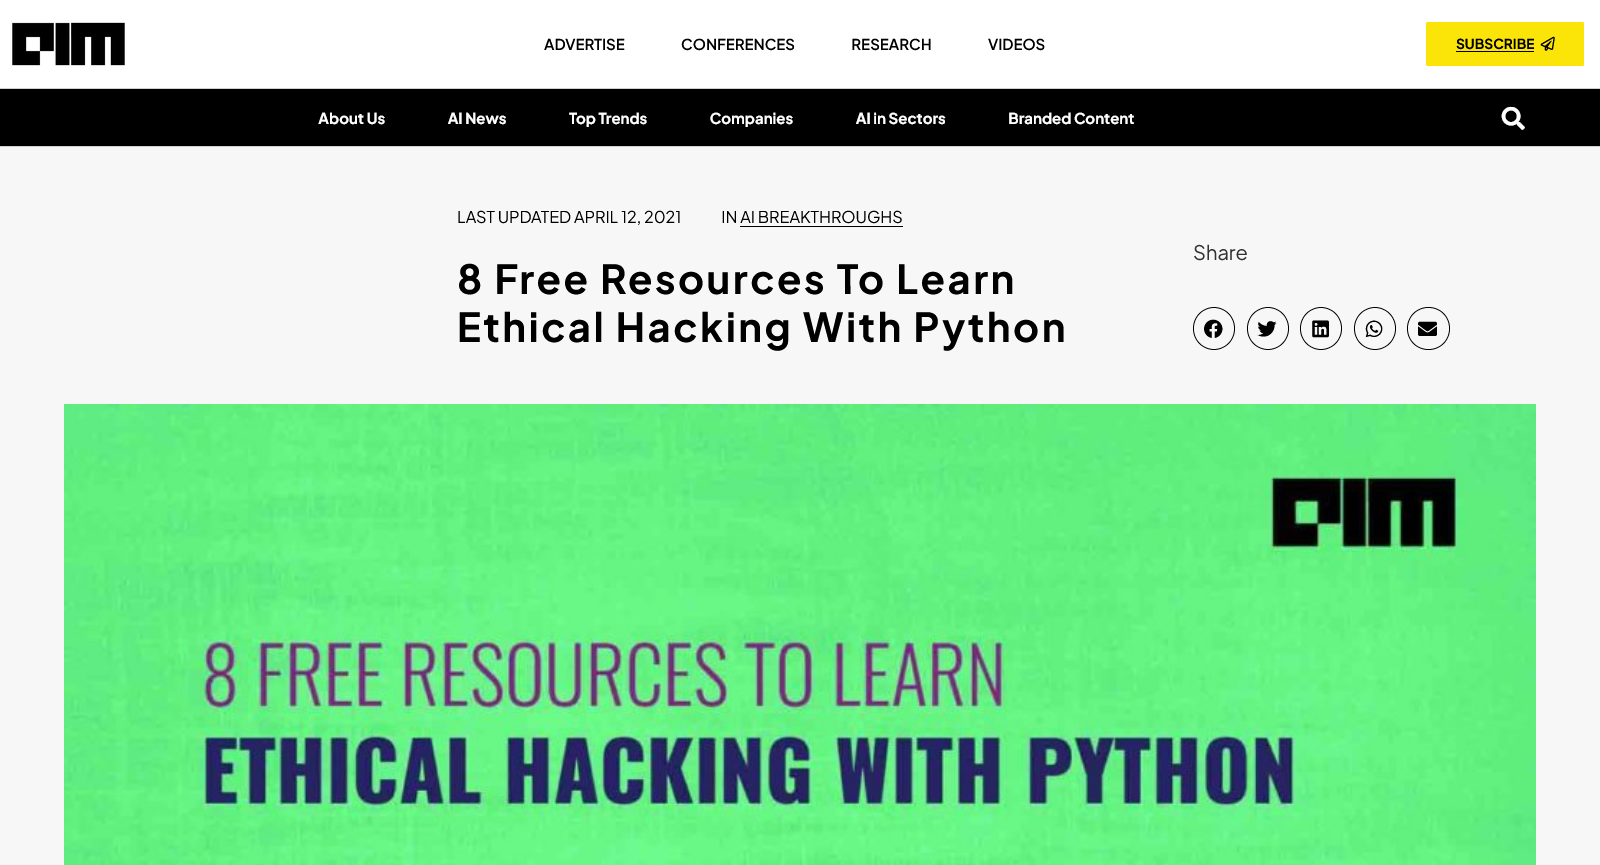 AIM
ADVERTISE CONFERENCES RESEARCH VIDEOS
SUBSCRIBE
About Us AI News Top Trends Companies AI in Sectors Branded Content
LAST UPDATED APRIL 12, 2021 IN AI BREAKTHROUGHS
8 Free Resources To Learn
Ethical Hacking With Python
Share
AIM
8 FREE RESOURCES TO LEARN
ETHICAL HACKING WITH PYTHON